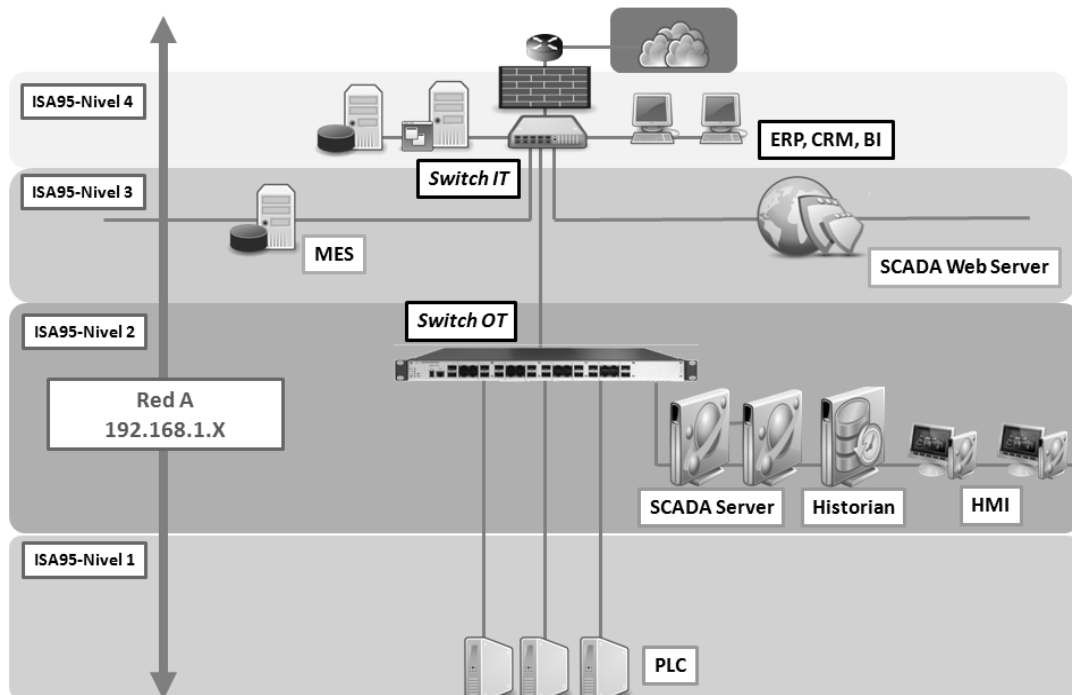 ISA95-Nivel 4
ERP, CRM, BI
Switch IT
ISA95-Nivel 3
MES
SCADA Web Server
ISA95-Nivel 2
Switch OT
Red A
192.168.1.X
SCADA Server
Historian
HMI
ISA95-Nivel 1
PLC